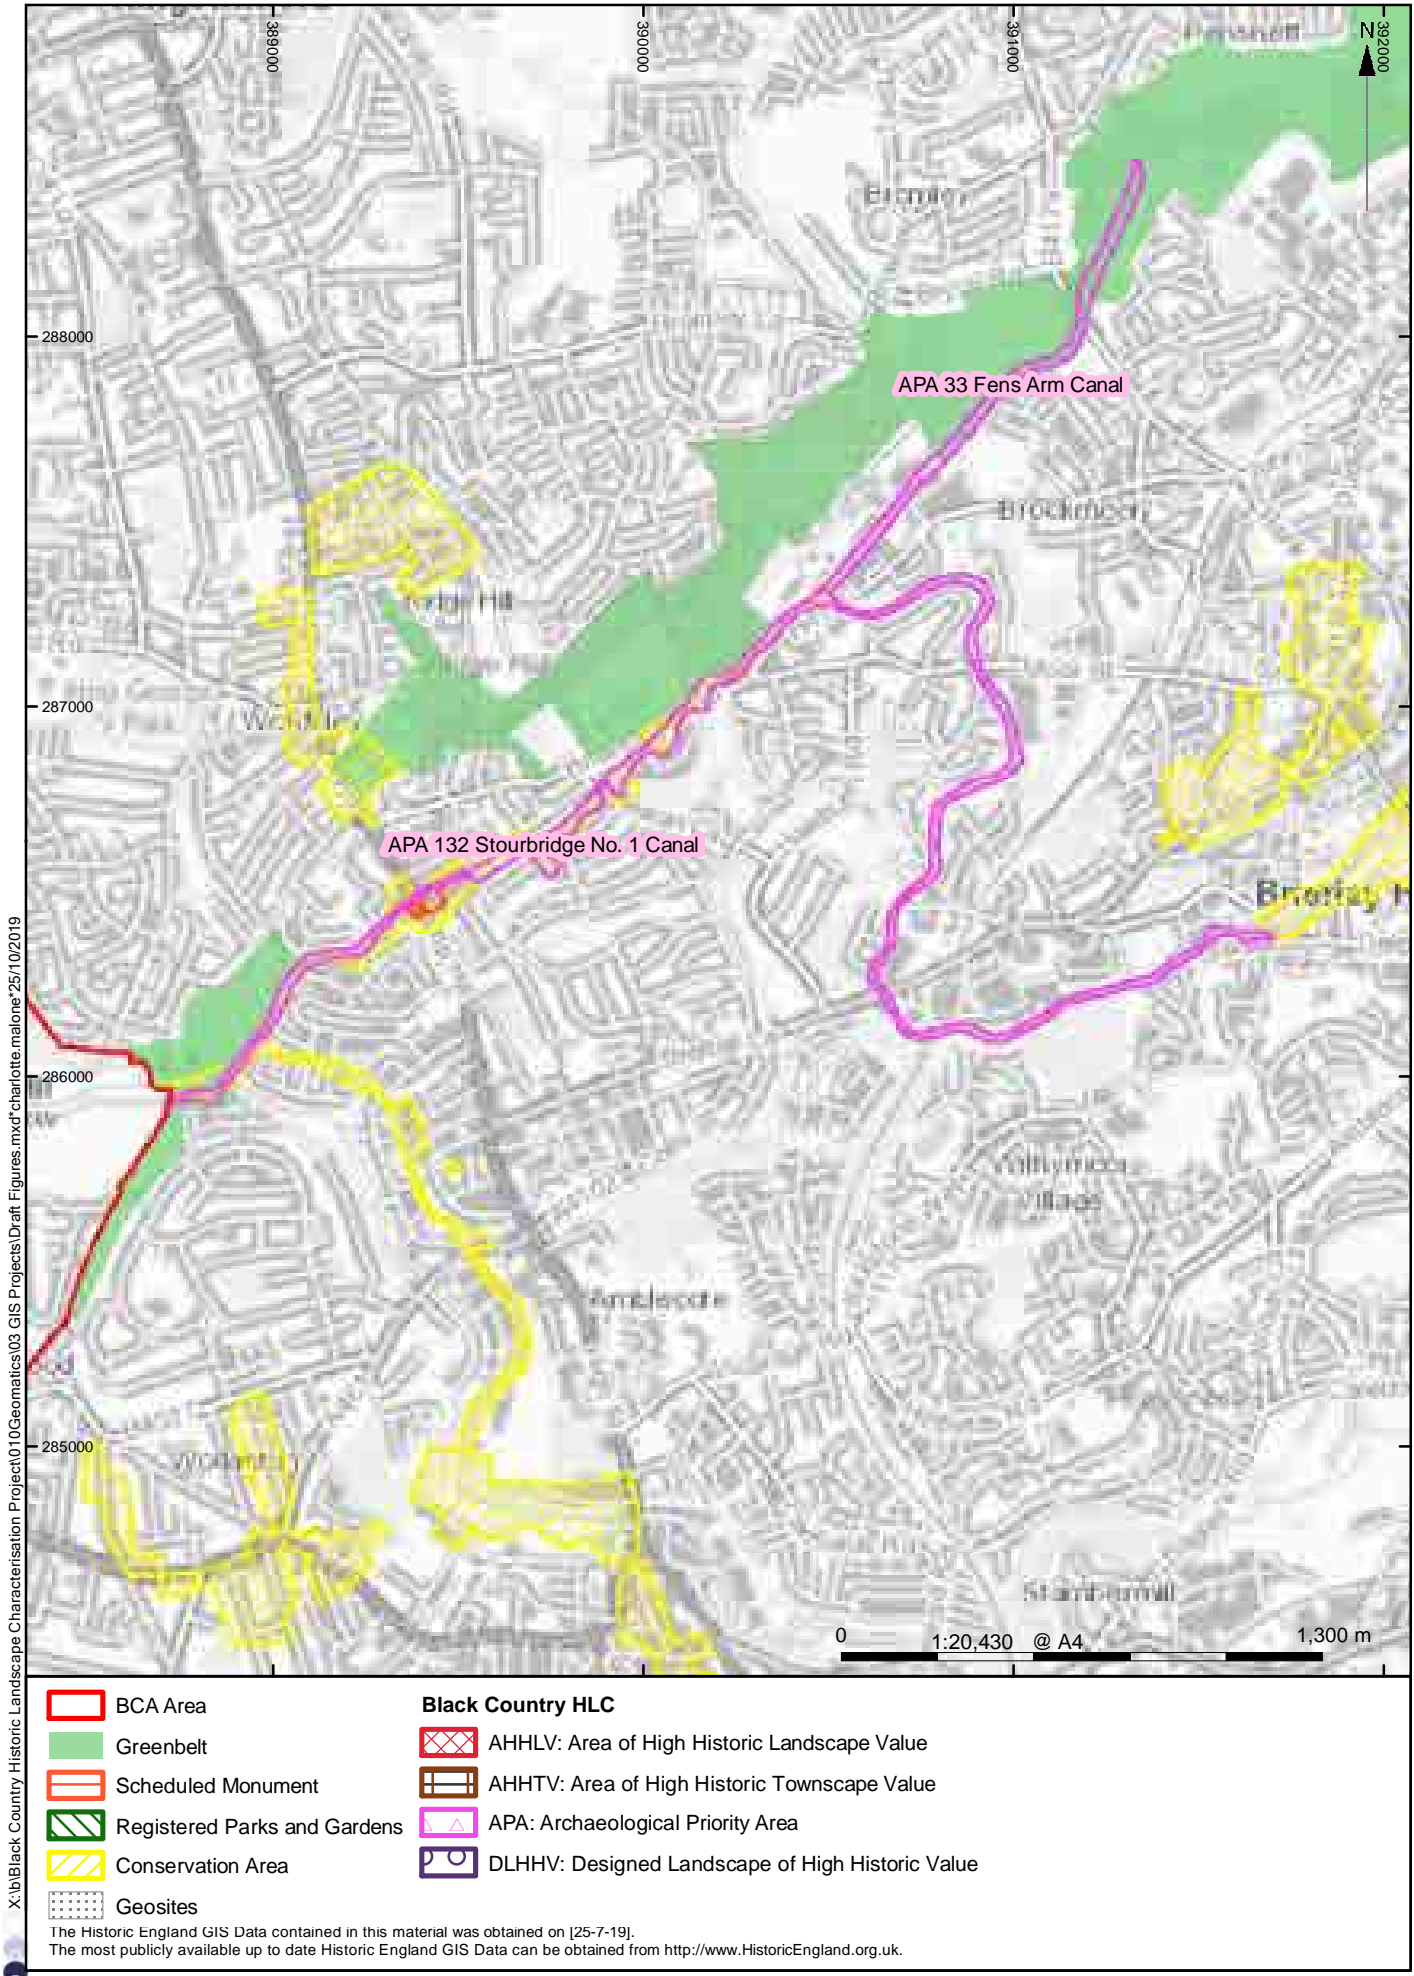 389000
390000
391000
392000
N
288000
APA 33 Fens Arm Canal
287000
APA 132 Stourbridge No. 1 Canal
286000
Village
285000
0
1:20,430 @ A4
1,300 m
X:\b\Black Country Historic Landscape Characterisation Project\010Geomatics\03 GIS Projects\Draft Figures.mxd*charlotte.malone*25/10/2019
BCA Area
Greenbelt
Scheduled Monument
Registered Parks and Gardens
Conservation Area
Geosites
Black Country HLC
AHHLV: Area of High Historic Landscape Value
AHHTV: Area of High Historic Townscape Value
APA: Archaeological Priority Area
DLHHV: Designed Landscape of High Historic Value
The Historic England GIS Data contained in this material was obtained on [25-7-19].
The most publicly available up to date Historic England GIS Data can be obtained from http://www.HistoricEngland.org.uk.